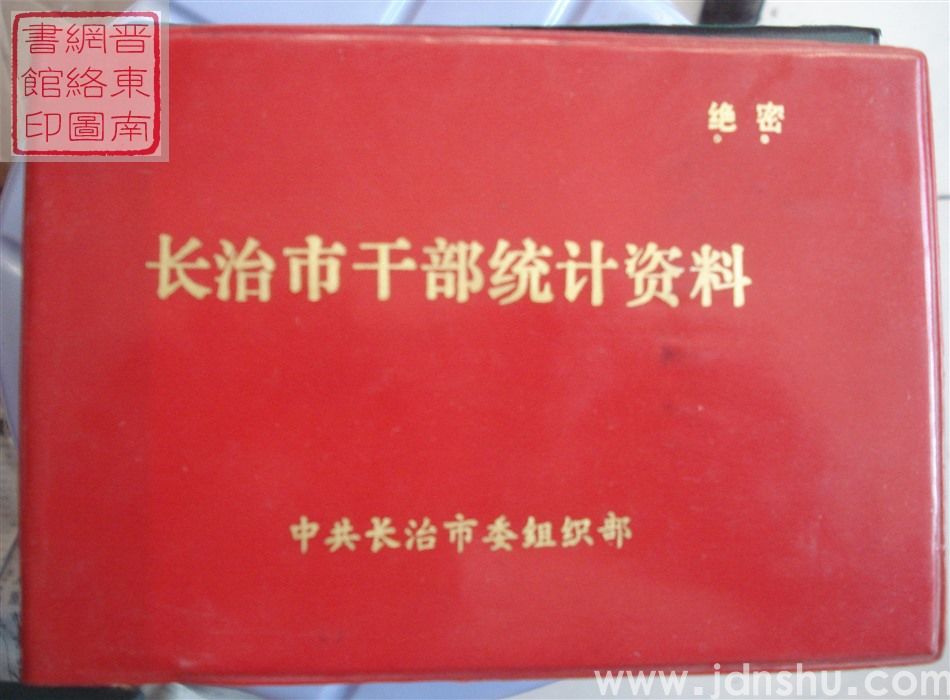 晋東南
網絡圖
書館印
绝密
长治市干部统计资料
中共长治市委组织部
www.jdnshu.com